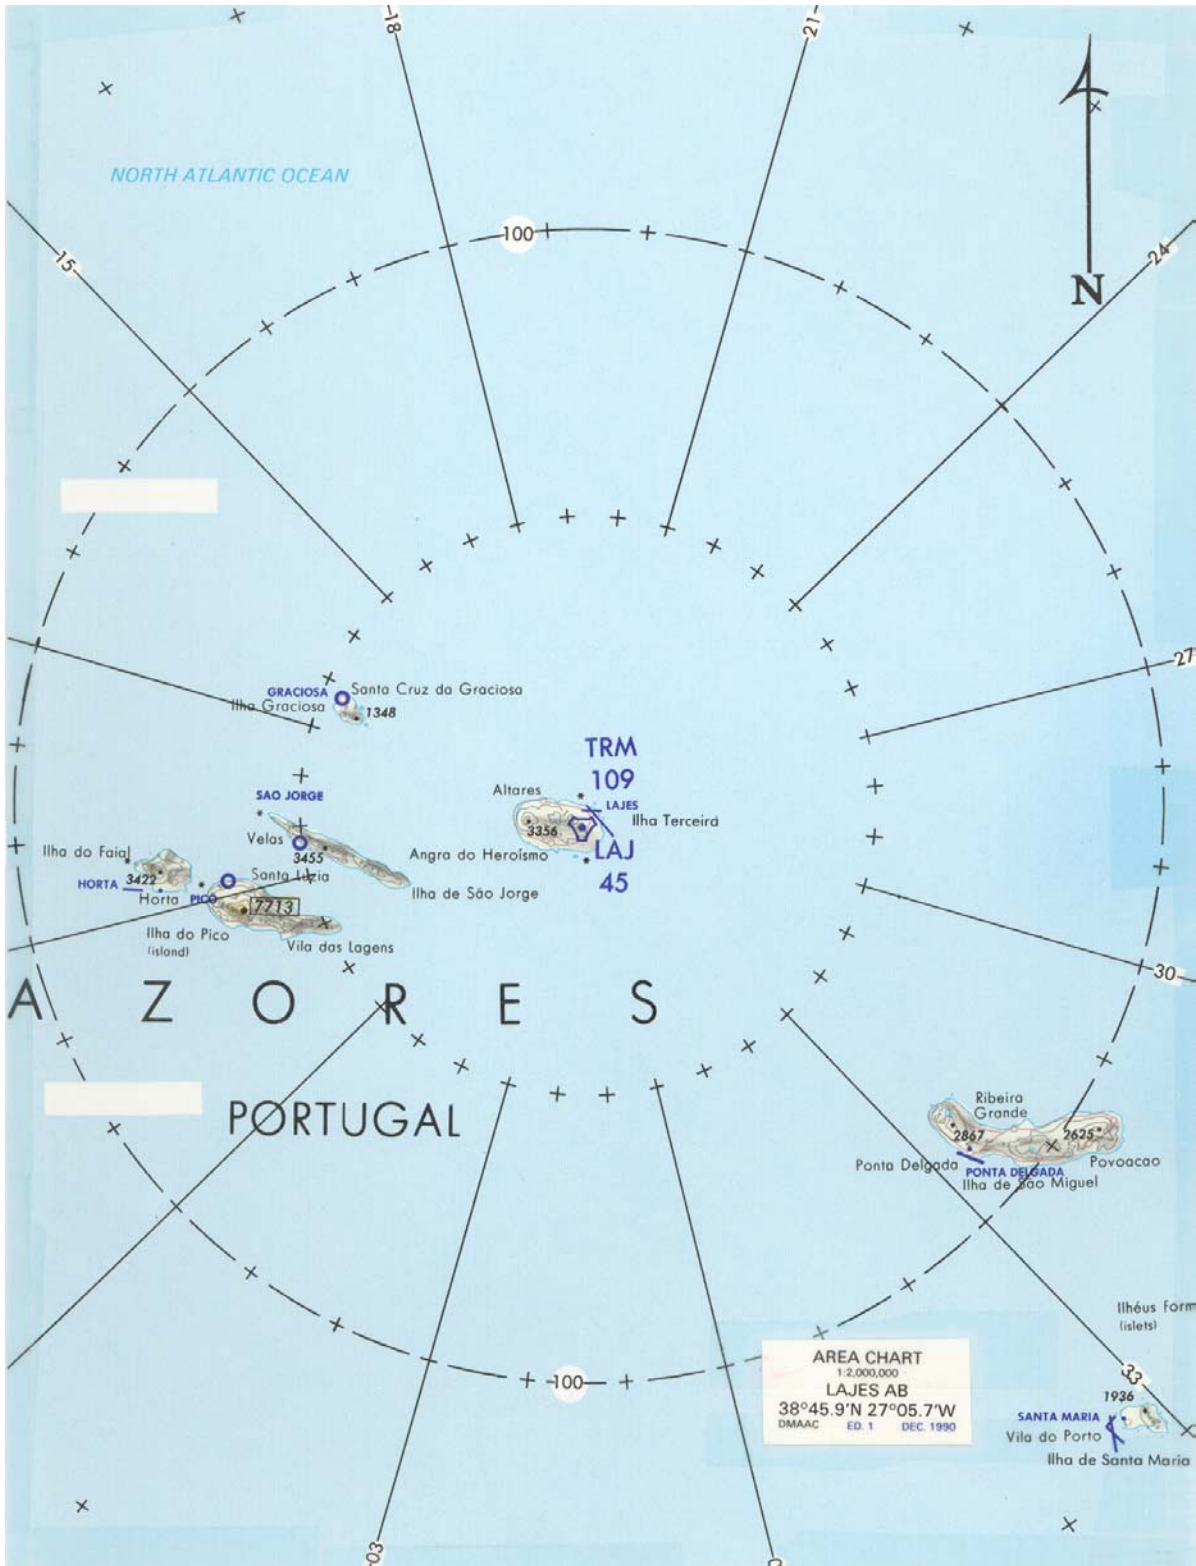 18
21
15
24
NORTH ATLANTIC OCEAN
100
N
27
GRACIOSA
Santa Cruz da Graciosa
Ilha Graciosa
1348
TRM
109
SAO JORGE
Altares
LAJES
Ilha Terceira
3356
Velas
3455
Angra do Heroísmo
LAJ
45
Ilha do Faial
3422
HORTA
Horta
PICO
Santa Luzia
Ilha de São Jorge
7713
Ilha do Pico
(island)
Vila das Lagens
30
AZORES
PORTUGAL
Ribeira
Grande
2867
2625
Ponta Delgada
PONTA DELGADA
Povoacao
Ilha de São Miguel
Ilhéus Form
(islets)
100
33
AREA CHART
1:2,000,000
LAJES AB
38°45.9'N 27°05.7'W
DMAAC ED. 1 DEC. 1990
1936
SANTA MARIA
Vila do Porto
Ilha de Santa Maria
03